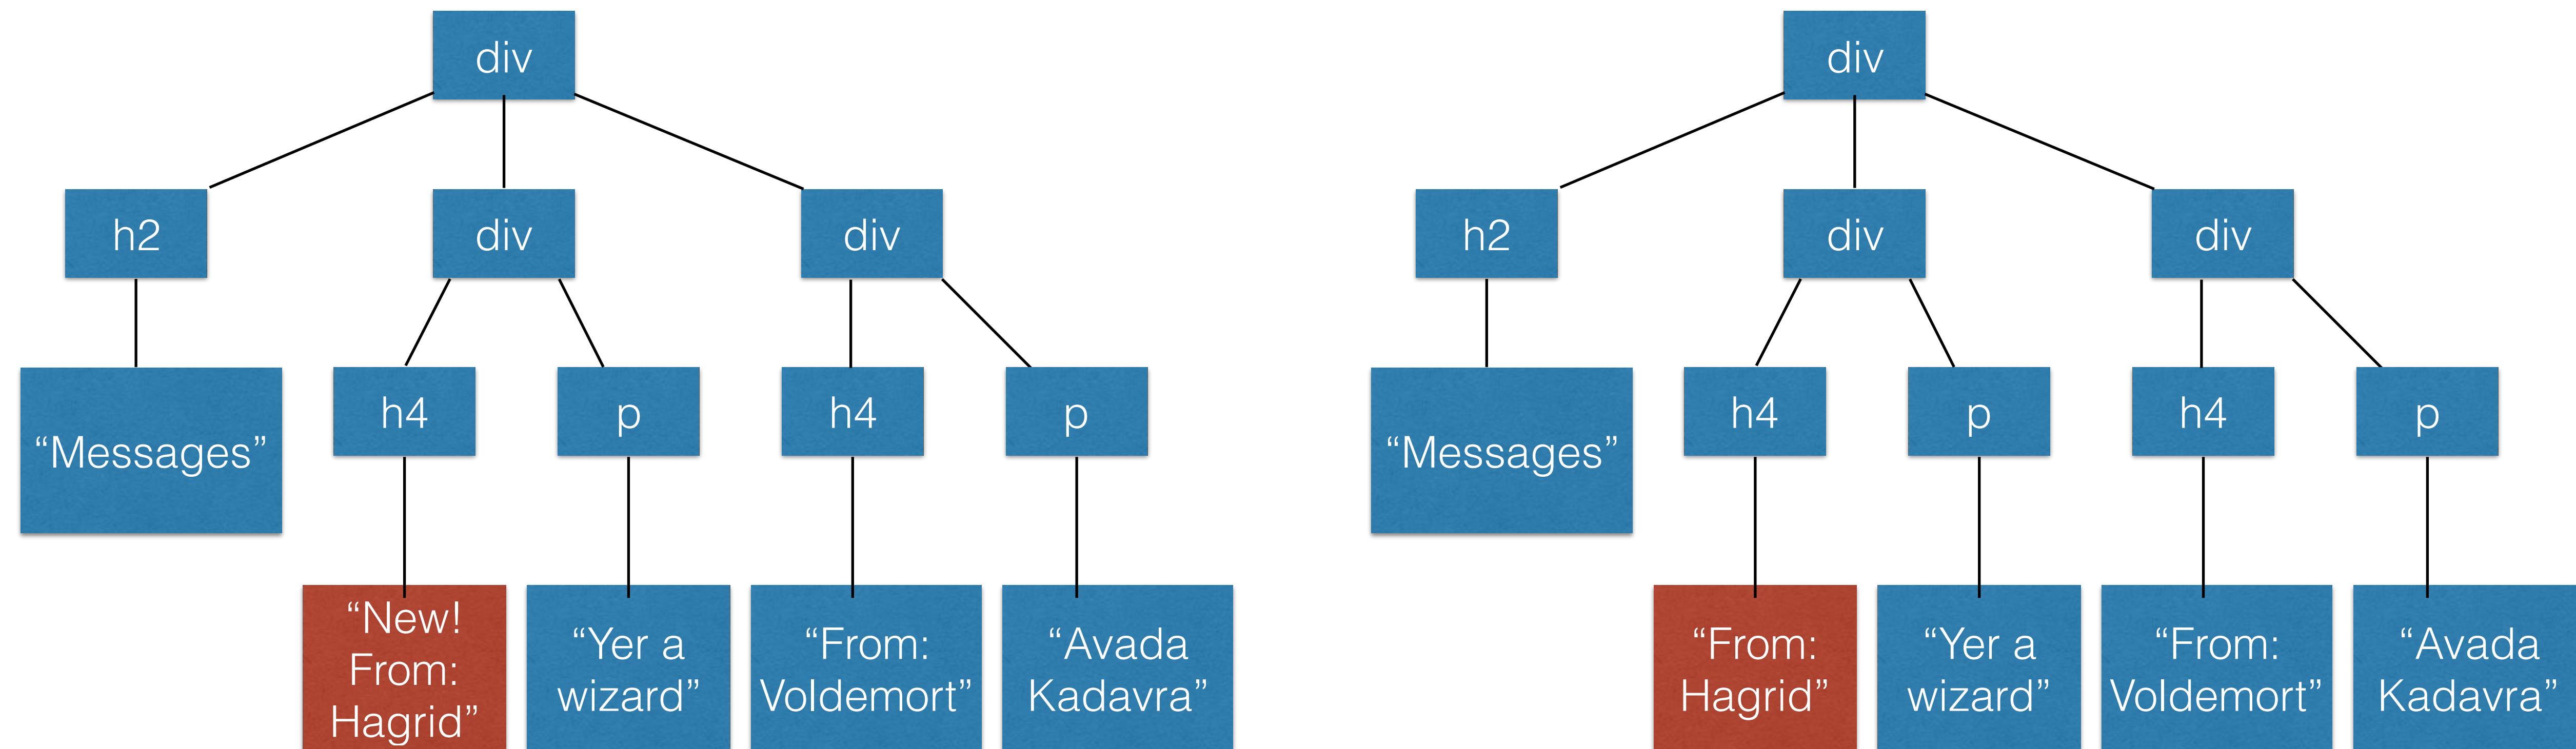 div
h2
div
div
“Messages”
h4
p
h4
p
“New!
From:
Hagrid”
“Yer a
wizard”
“From:
Voldemort”
“Avada
Kadavra”
div
h2
div
div
“Messages”
h4
p
h4
p
“From:
Hagrid”
“Yer a
wizard”
“From:
Voldemort”
“Avada
Kadavra”